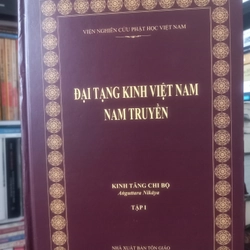 VIỆN NGHIÊN CỨU PHẬT HỌC VIỆT NAM
ĐẠI TẠNG KINH VIỆT NAM
NAM TRUYỀN
KINH TĂNG CHI BỘ
Aṅguttara Nikāya
TẬP I
NHÀ XUẤT BẢN TÔN GIÁO